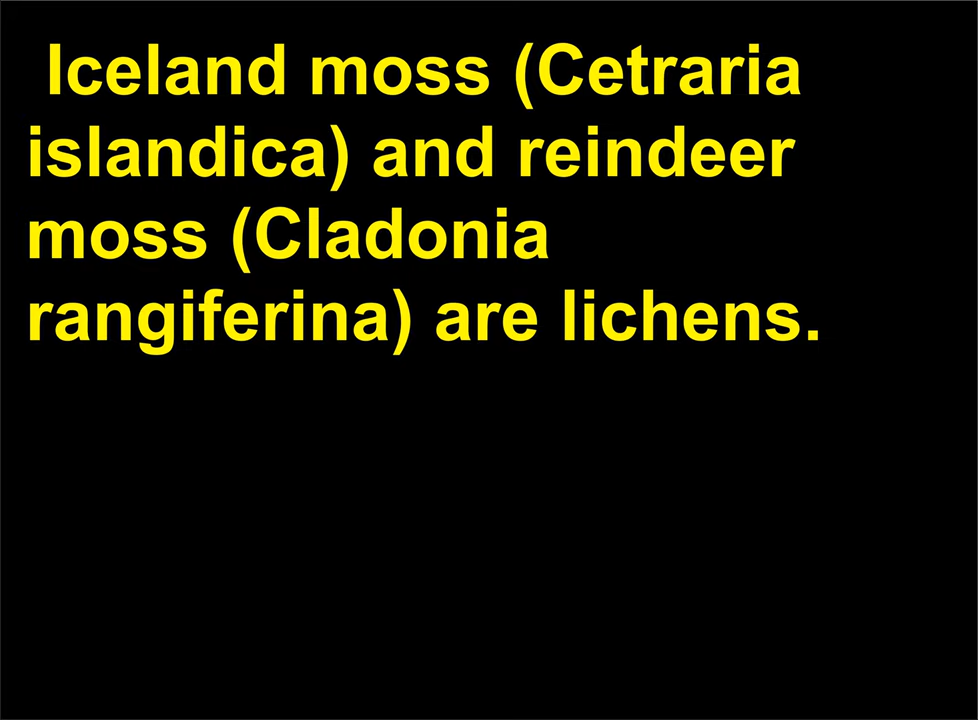 Iceland moss (Cetraria
islandica) and reindeer
moss (Cladonia
rangiferina) are lichens.